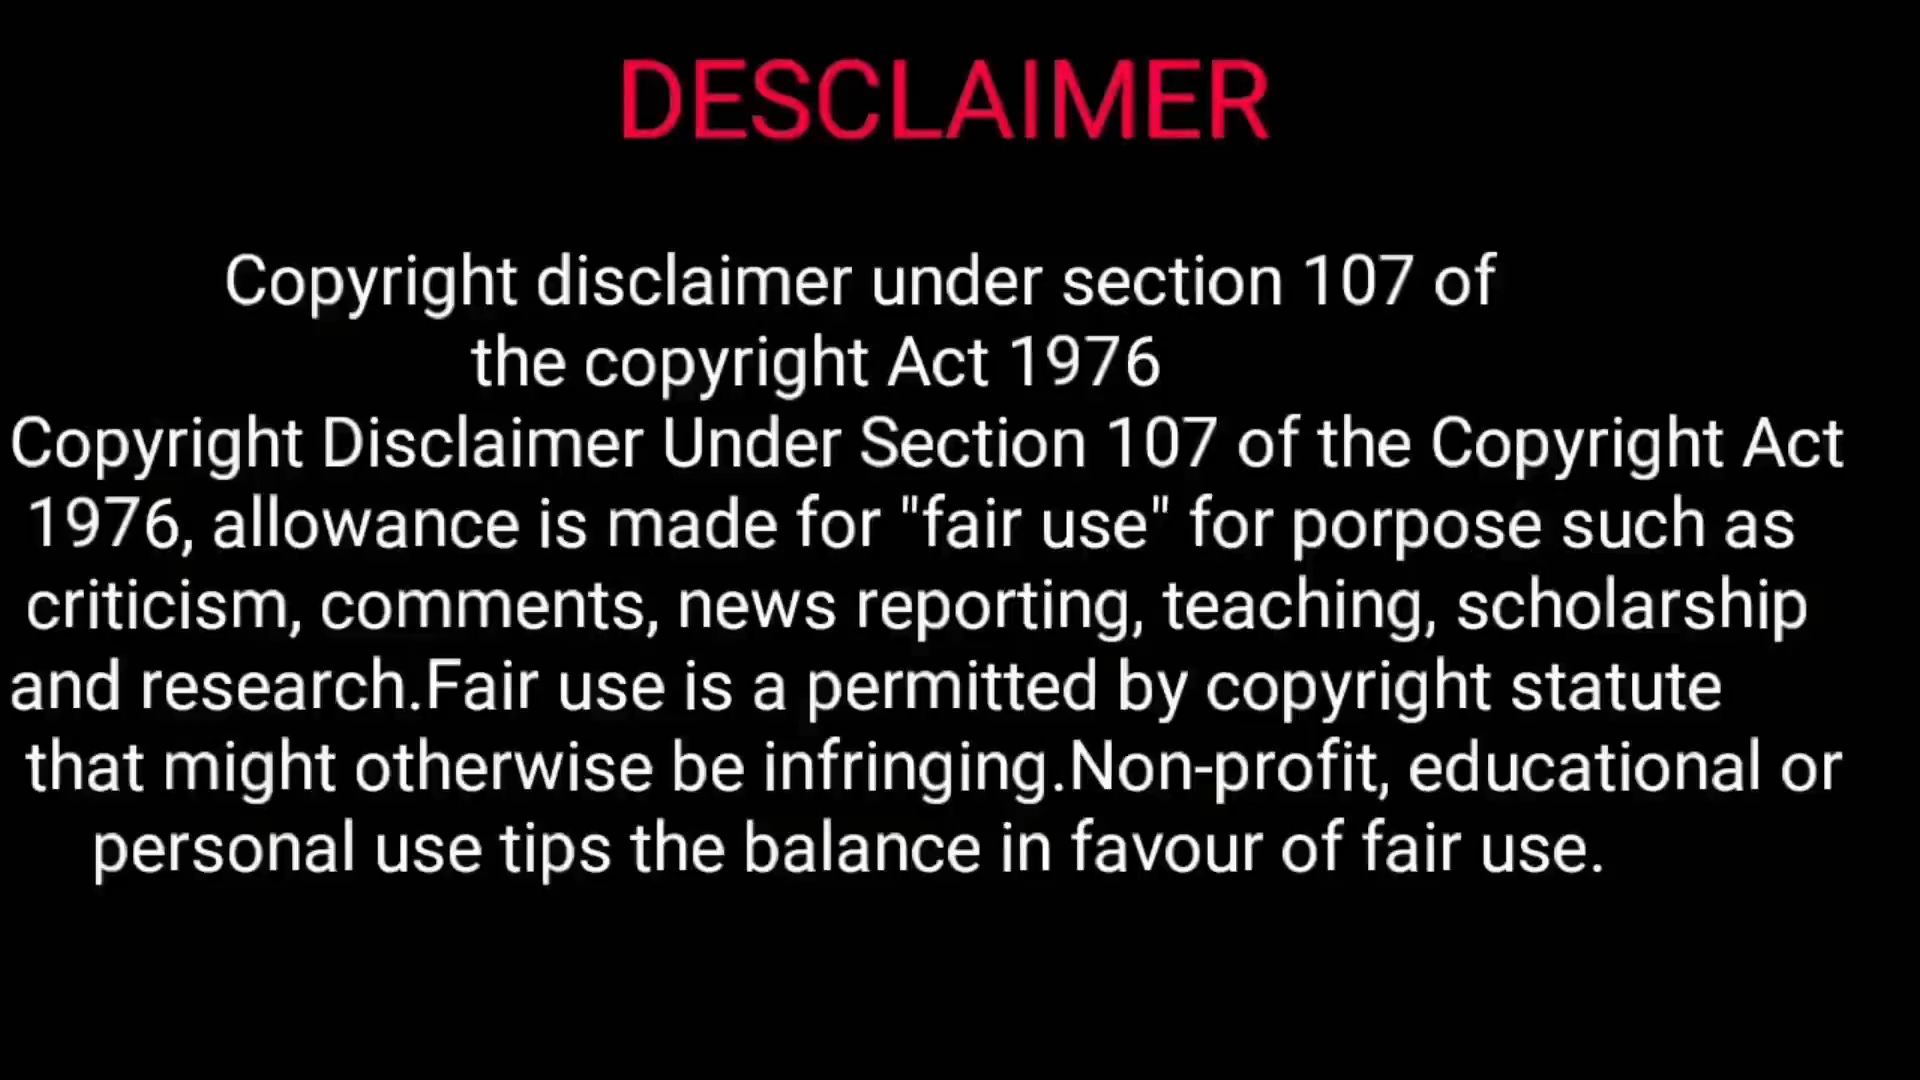 DESCLAIMER
Copyright disclaimer under section 107 of
the copyright Act 1976
Copyright Disclaimer Under Section 107 of the Copyright Act
1976, allowance is made for "fair use" for porpose such as
criticism, comments, news reporting, teaching, scholarship
and research.Fair use is a permitted by copyright statute
that might otherwise be infringing.Non-profit, educational or
personal use tips the balance in favour of fair use.